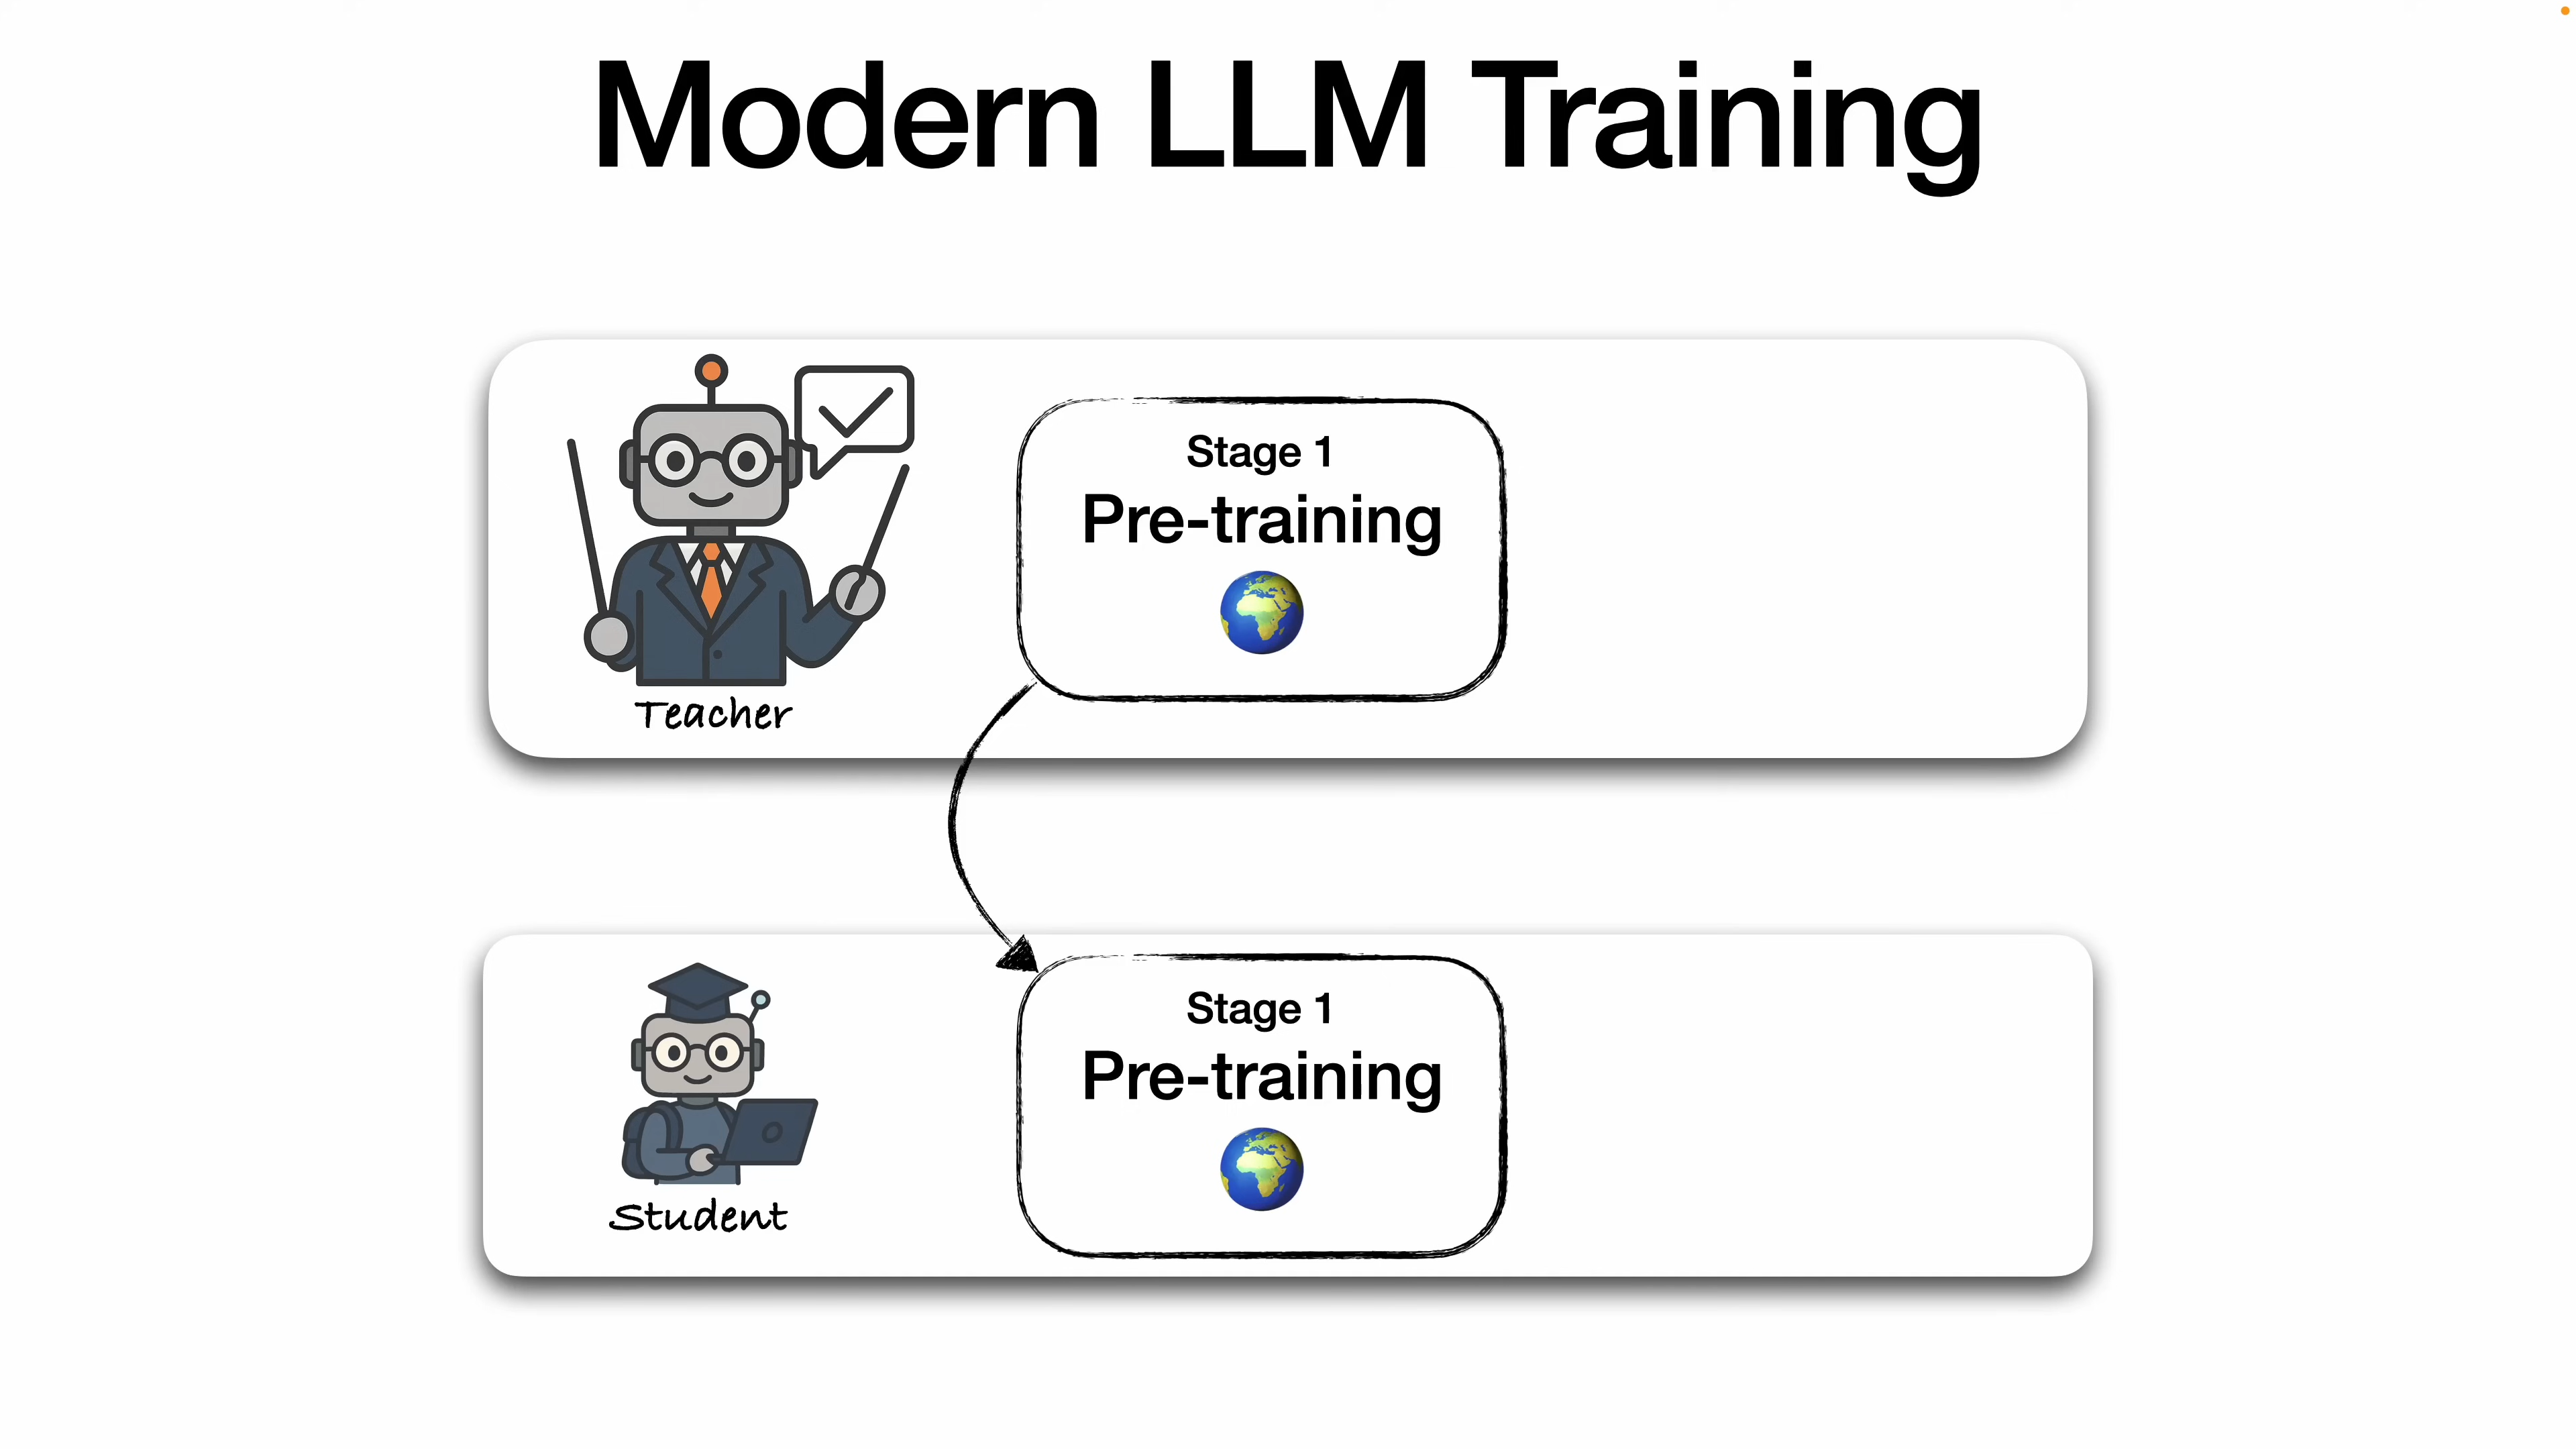 Modern LLM Training
Stage 1
Pre-training
Teacher
Stage 1
Pre-training
Student